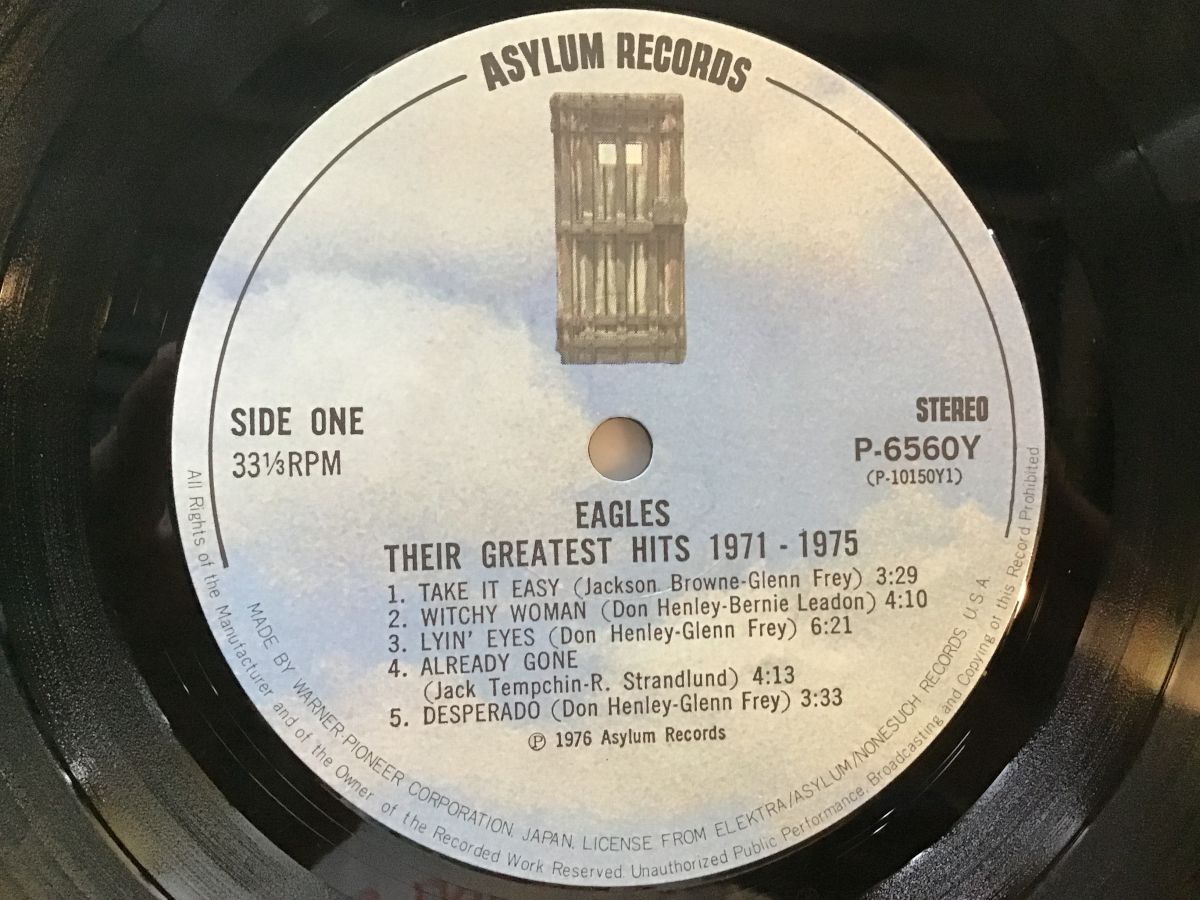 ASYLUM RECORDS
SIDE ONE
33⅓RPM
STEREO
P-6560Y
(P-10150Y1)
EAGLES
THEIR GREATEST HITS 1971 - 1975
1. TAKE IT EASY (Jackson Browne-Glenn Frey) 3:29
2. WITCHY WOMAN (Don Henley-Bernie Leadon) 4:10
3. LYIN' EYES (Don Henley-Glenn Frey) 6:21
4. ALREADY GONE
(Jack Tempchin-R. Strandlund) 4:13
5. DESPERADO (Don Henley-Glenn Frey) 3:33
Ⓟ 1976 Asylum Records
MADE BY WARNER-PIONEER CORPORATION, JAPAN, LICENSE FROM ELEKTRA/ASYLUM/NONESUCH RECORDS, U.S.A.
All Rights of the Manufacturer and of the Owner of the Recorded Work Reserved. Unauthorized Public Performance, Broadcasting and Copying of this Record Prohibited